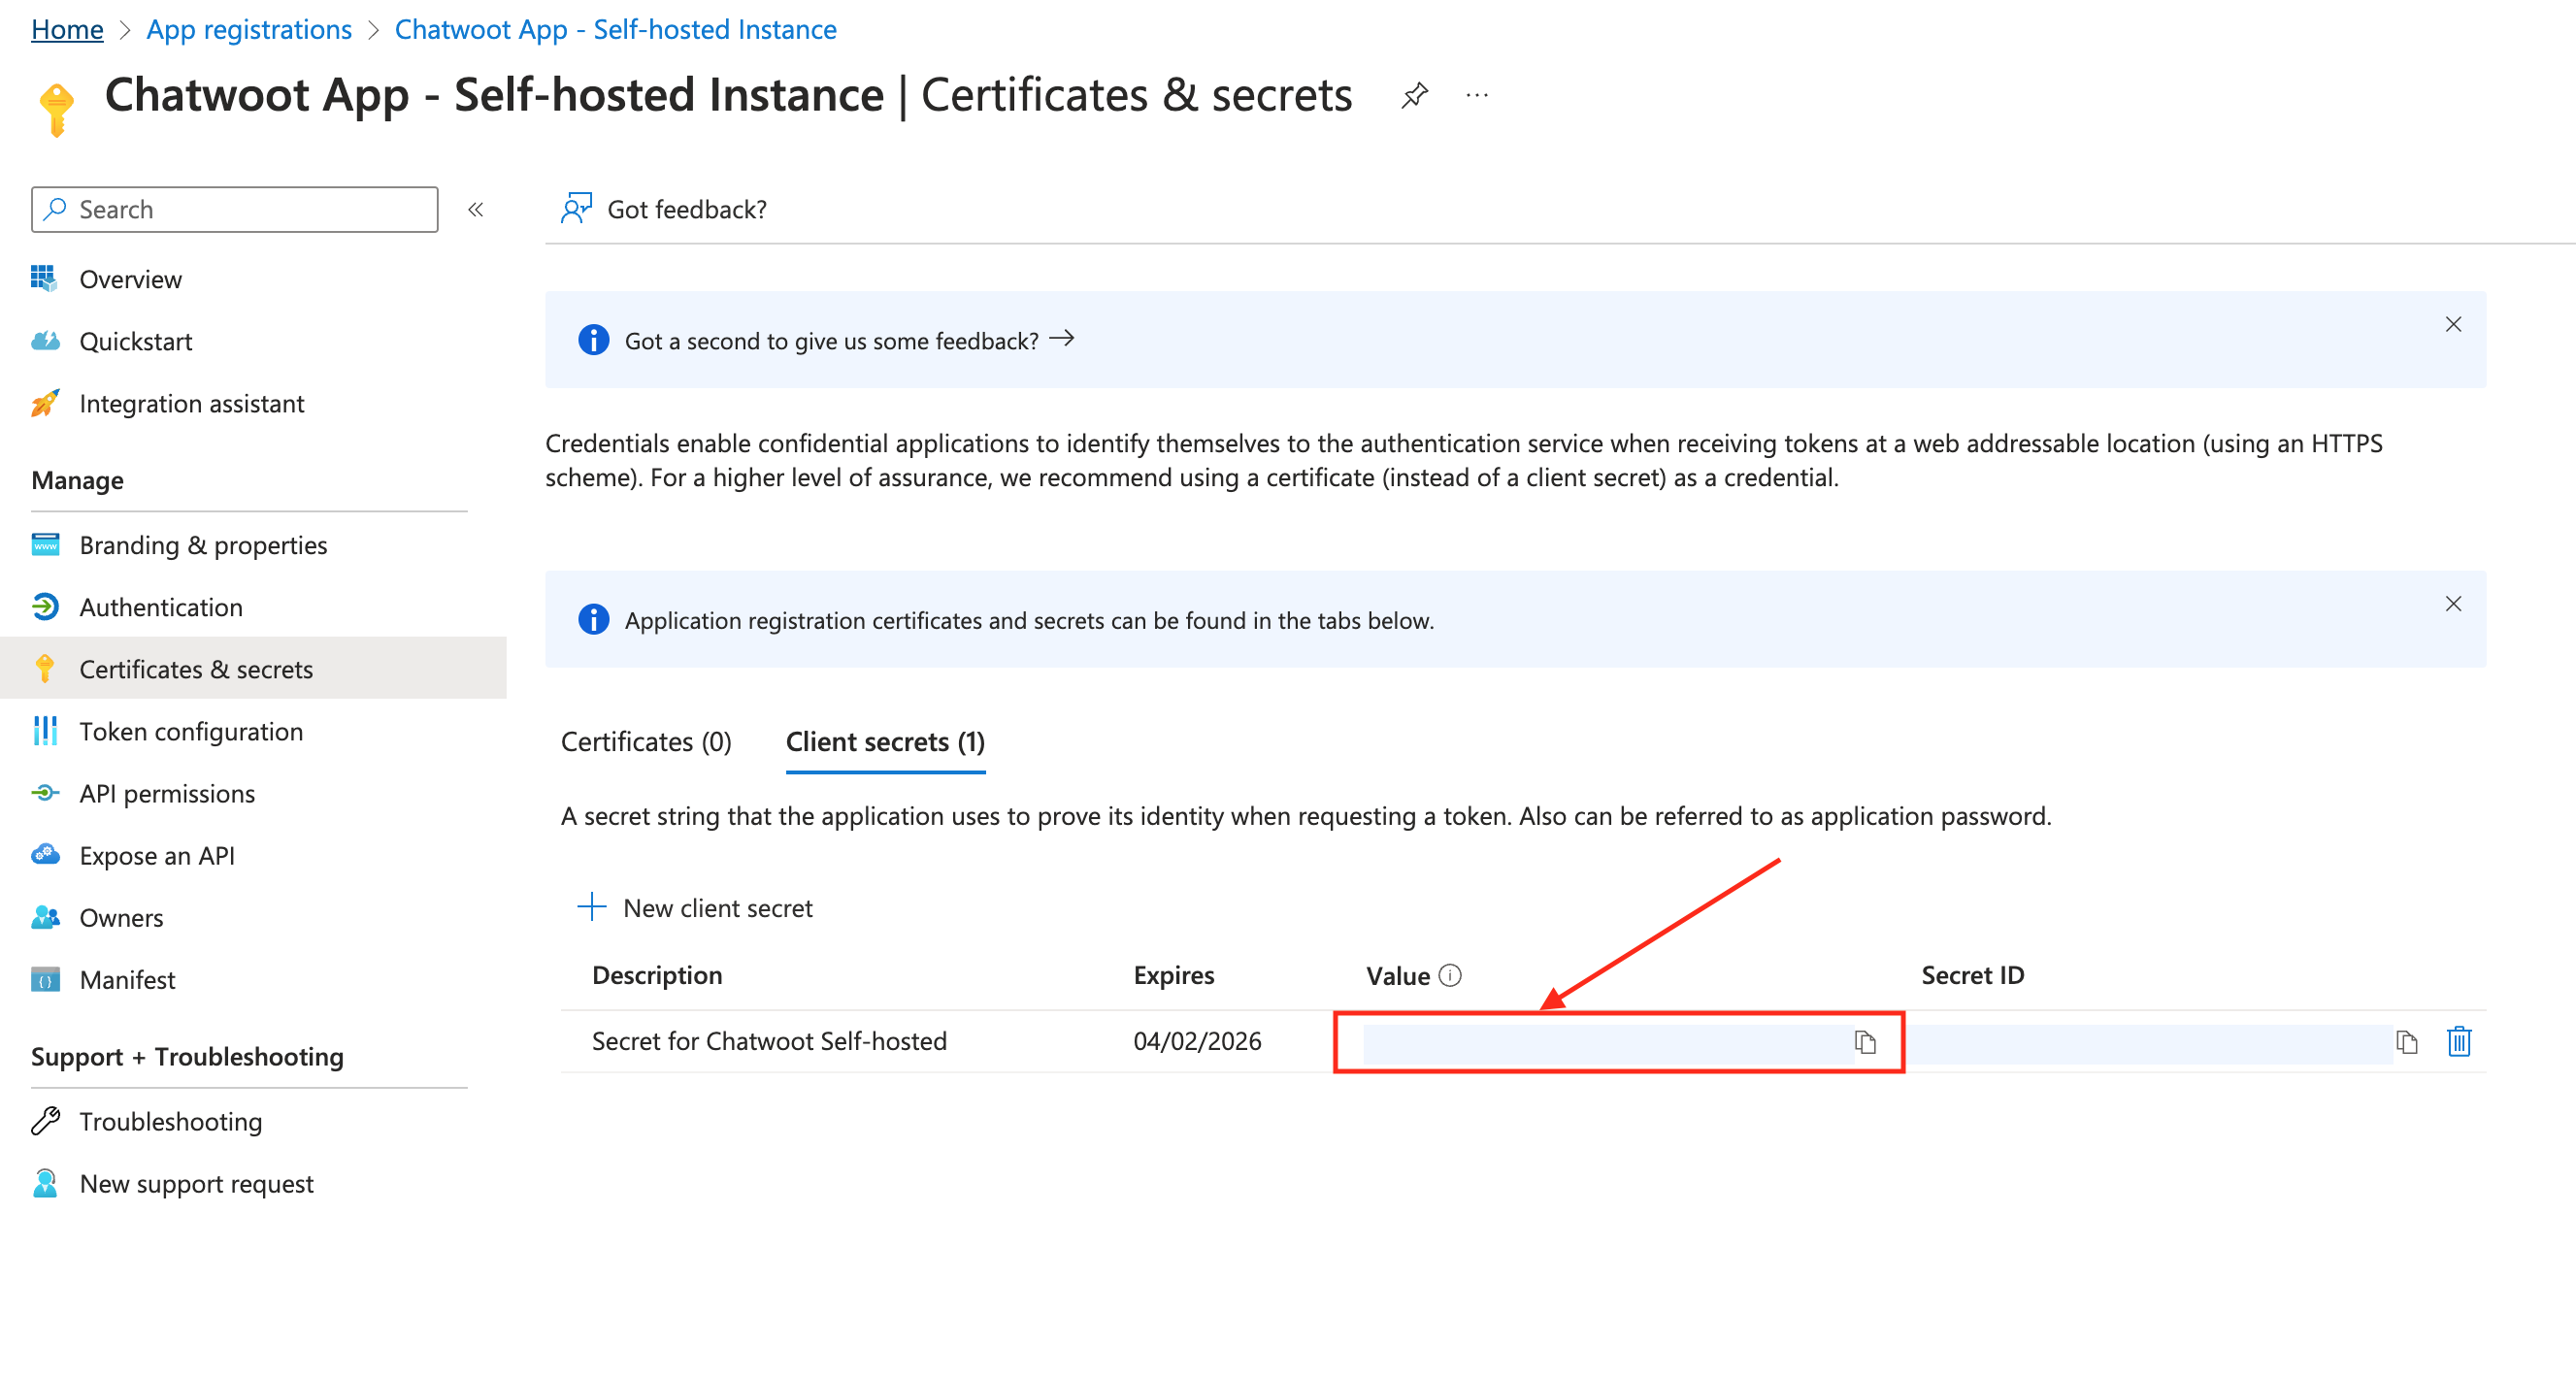 Home > App registrations > Chatwoot App - Self-hosted Instance
Chatwoot App - Self-hosted Instance | Certificates & secrets
Search
Got feedback?
Overview
Quickstart
Integration assistant
Manage
Branding & properties
Authentication
Certificates & secrets
Token configuration
API permissions
Expose an API
Owners
Manifest
Support + Troubleshooting
Troubleshooting
New support request
Got a second to give us some feedback?
Credentials enable confidential applications to identify themselves to the authentication service when receiving tokens at a web addressable location (using an HTTPS
scheme). For a higher level of assurance, we recommend using a certificate (instead of a client secret) as a credential.
Application registration certificates and secrets can be found in the tabs below.
Certificates (0) Client secrets (1)
A secret string that the application uses to prove its identity when requesting a token. Also can be referred to as application password.
New client secret
Description Expires Value Secret ID
Secret for Chatwoot Self-hosted 04/02/2026